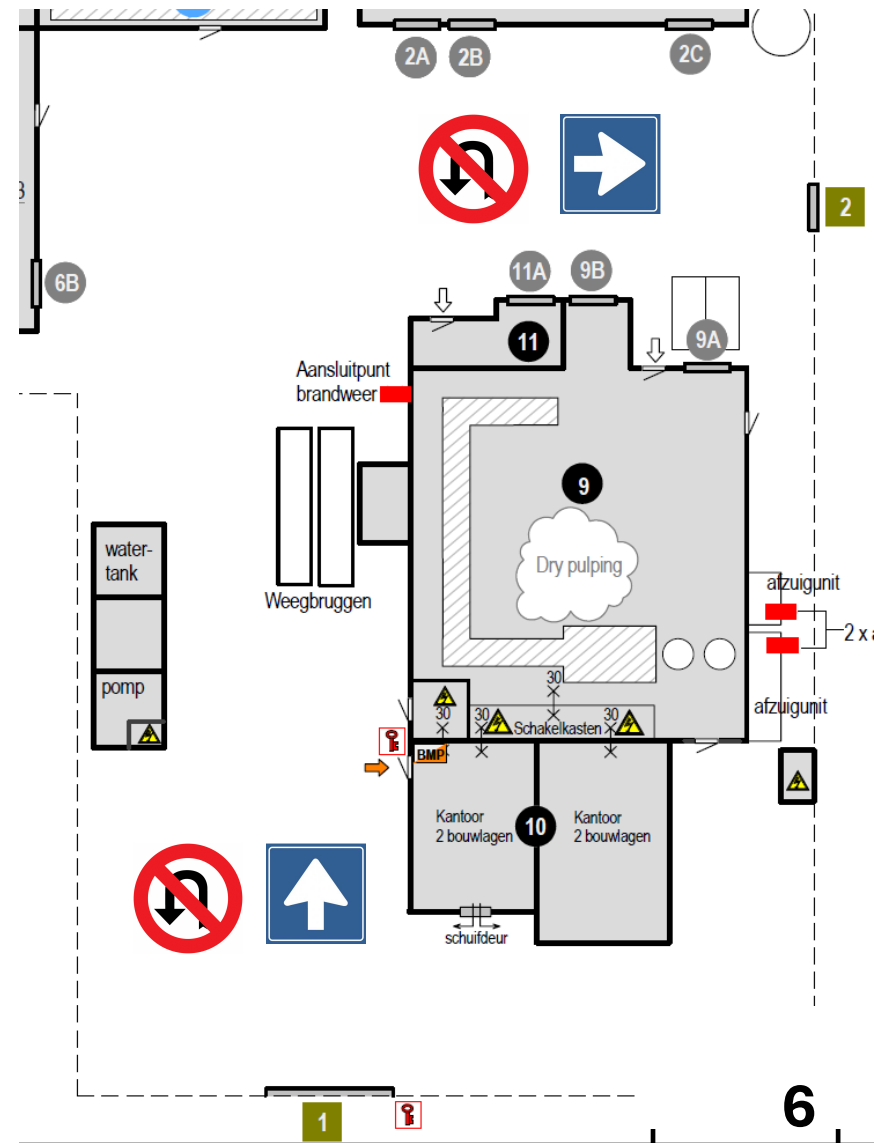 2A
2B
2C
2
6B
11A
9B
9A
11
Aansluitpunt
brandweer
9
Dry pulping
water-
tank
Weegbruggen
afzuigunit
2 x
pomp
30
30
30
30
Schakelkasten
afzuigunit
BMP
Kantoor
2 bouwlagen
10
Kantoor
2 bouwlagen
schuifdeur
1
6